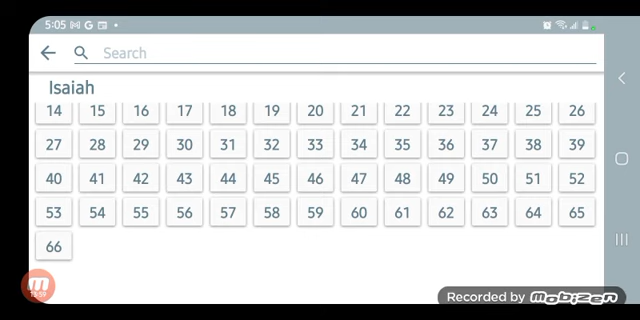 5:05 M G
Search
Isaiah
14 15 16 17 18 19 20 21 22 23 24 25 26
27 28 29 30 31 32 33 34 35 36 37 38 39
40 41 42 43 44 45 46 47 48 49 50 51 52
53 54 55 56 57 58 59 60 61 62 63 64 65
66
Recorded by Mobizen